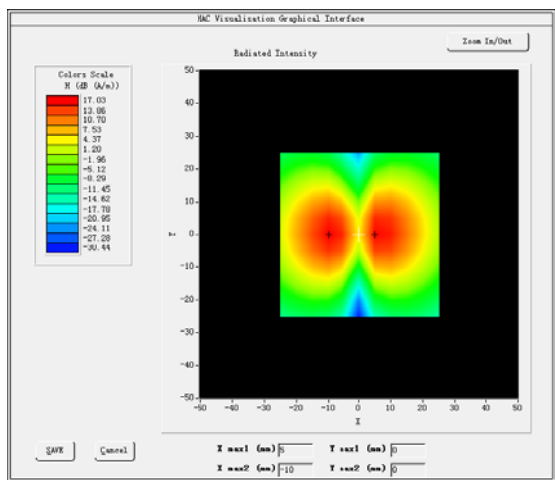 HAC Visualisation Graphical Interface
Zoom In/Out
Radiated Intensity
Colors Scale
H (dB (A/m))
17.03
13.86
10.70
7.53
4.37
1.20
-1.96
-5.12
-8.29
-11.45
-14.62
-17.78
-20.95
-24.11
-27.28
-30.44
50
40
30
20
10
0
-10
-20
-30
-40
-50
Y
-50 -40 -30 -20 -10 0 10 20 30 40 50
X
SAVE
Cancel
X max1 (mm) 5 Y max1 (mm) 0
X max2 (mm) -10 Y max2 (mm) 0